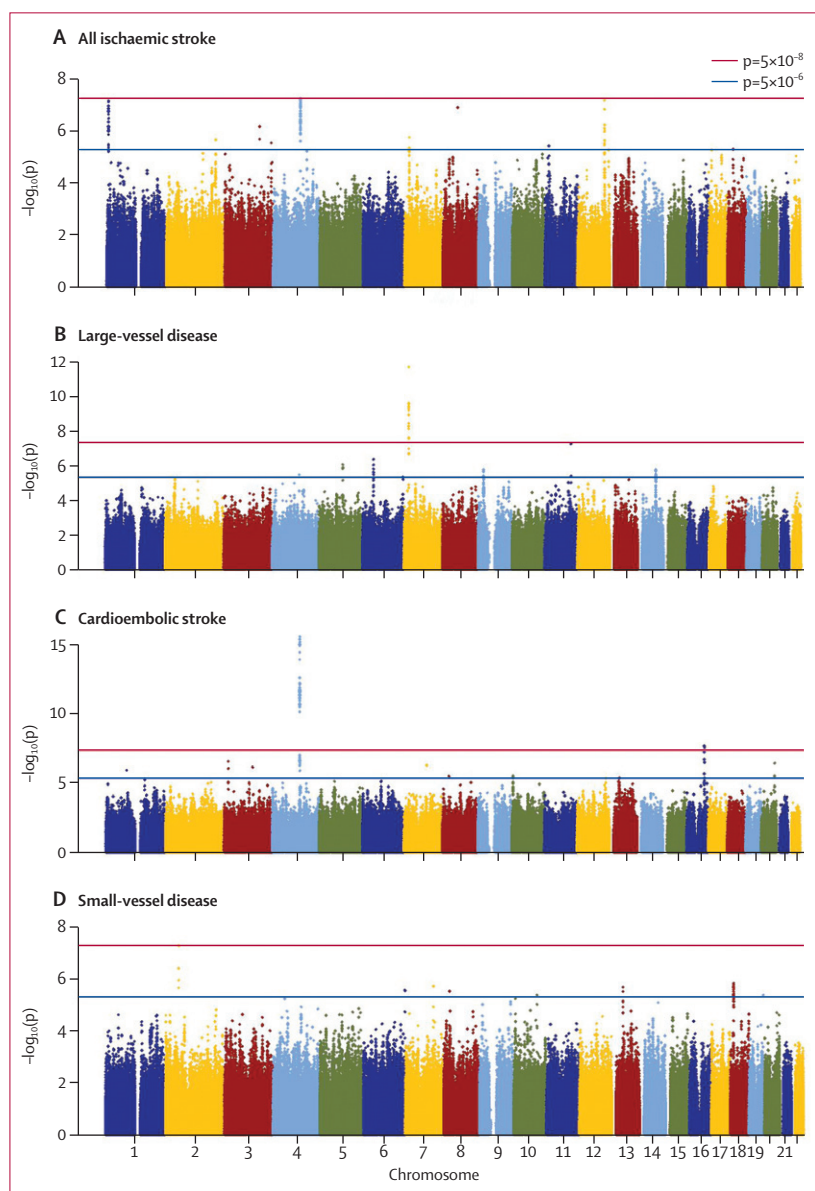 A All ischaemic stroke
p=5×10⁻⁸
p=5×10⁻⁶
8
6
4
2
0
–log₁₀(p)
B Large-vessel disease
12
10
8
6
4
2
0
–log₁₀(p)
C Cardioembolic stroke
15
10
5
0
–log₁₀(p)
D Small-vessel disease
8
6
4
2
0
–log₁₀(p)
1 2 3 4 5 6 7 8 9 10 11 12 13 14 15 16 17 18 19 20 21
Chromosome